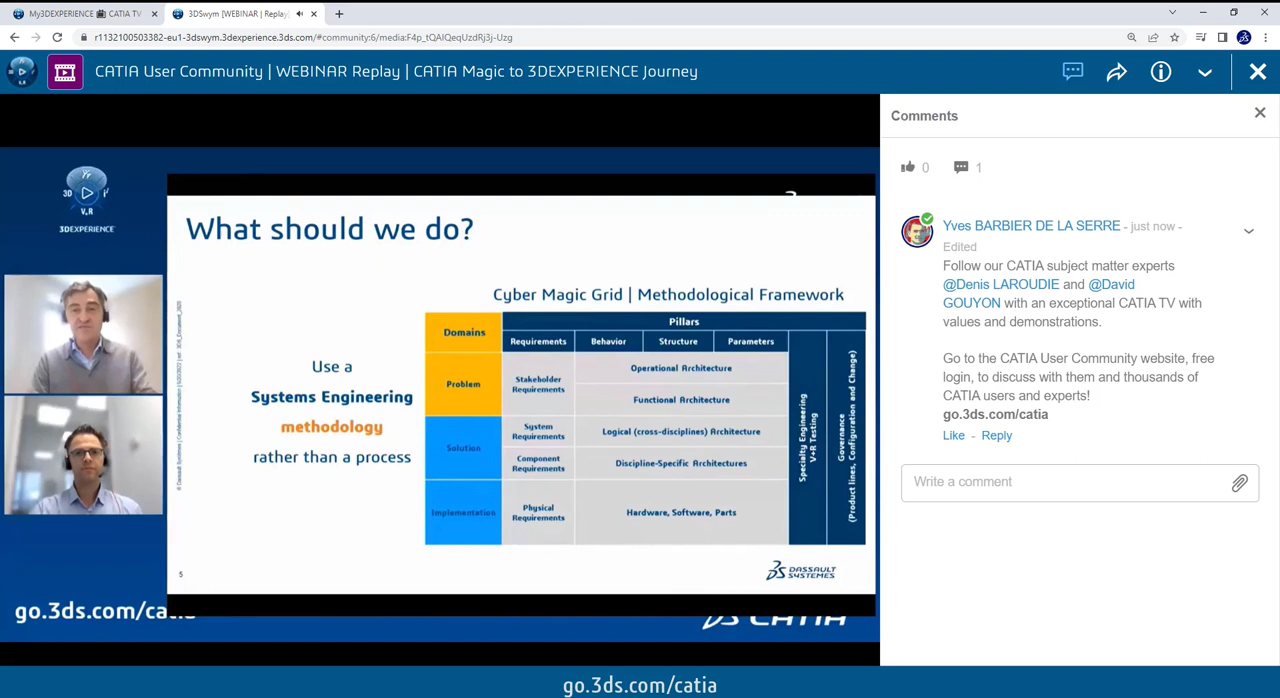 My3DEXPERIENCE
CATIA TV
3DSwym [WEBINAR | Replay]
r1132100503382-eu1-3dswym.3dexperience.3ds.com/#community:6/media:F4p_tQAIQeqUzdRj3j-Uzg
CATIA User Community | WEBINAR Replay | CATIA Magic to 3DEXPERIENCE Journey
3D
V.R
3DEXPERIENCE
What should we do?
Cyber Magic Grid | Methodological Framework
Use a
Systems Engineering
methodology
rather than a process
Domains
Pillars
Requirements
Behavior
Structure
Parameters
Problem
Stakeholder
Requirements
Operational Architecture
Functional Architecture
Solution
System
Requirements
Logical (cross-disciplines) Architecture
Component
Requirements
Discipline-Specific Architectures
Implementation
Physical
Requirements
Hardware, Software, Parts
Specialty Engineering
V+R Testing
Governance
(Product lines, Configuration and Change)
5
DASSAULT
SYSTEMES
go.3ds.com/cat
CATIA
Comments
0
1
Yves BARBIER DE LA SERRE - just now -
Edited
Follow our CATIA subject matter experts
@Denis LAROUDIE and @David
GOUYON with an exceptional CATIA TV with
values and demonstrations.
Go to the CATIA User Community website, free
login, to discuss with them and thousands of
CATIA users and experts!
go.3ds.com/catia
Like - Reply
Write a comment
go.3ds.com/catia